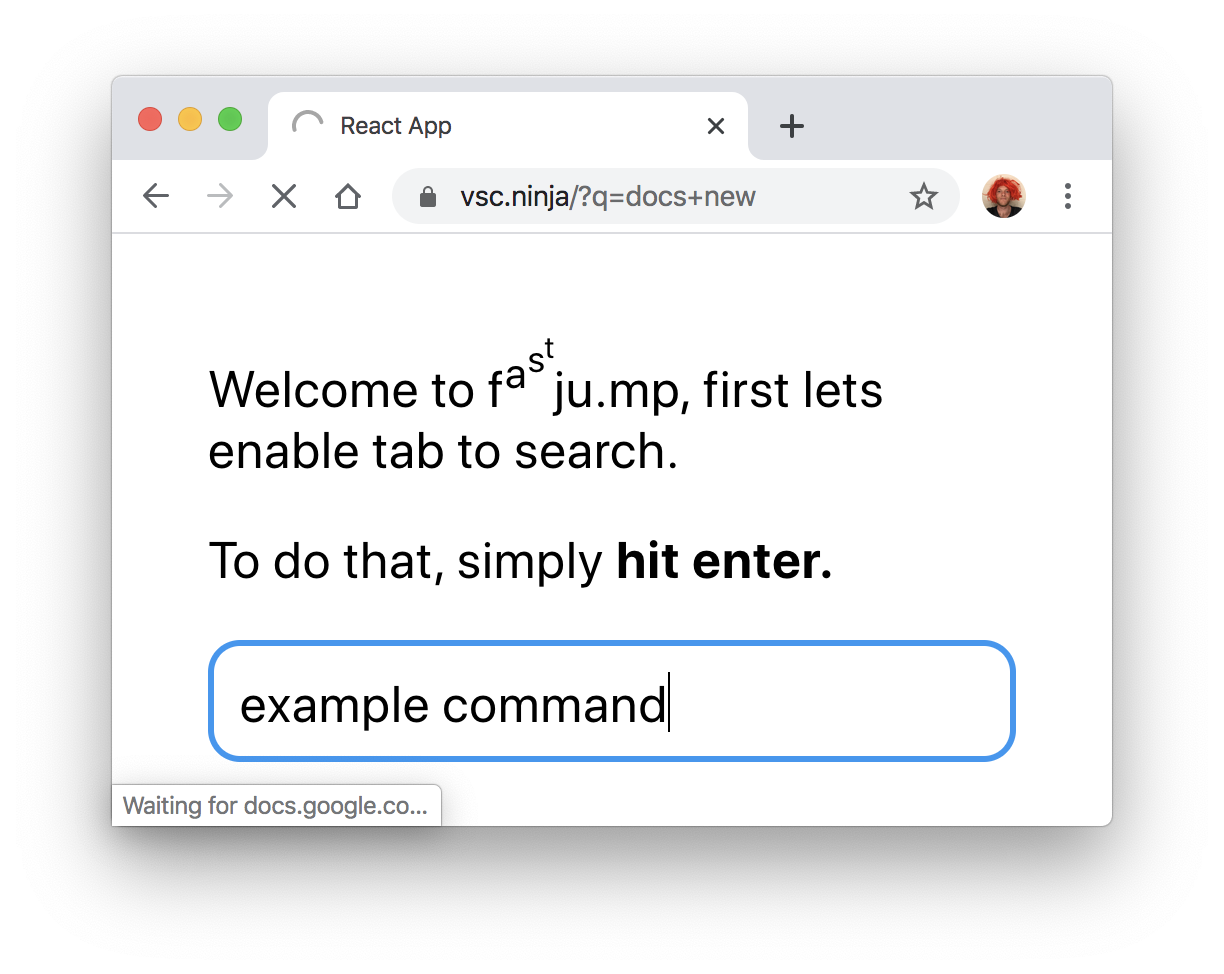 React App
vsc.ninja/?q=docs+new
Welcome to fastju.mp, first lets
enable tab to search.
To do that, simply hit enter.
example command
Waiting for docs.google.co...